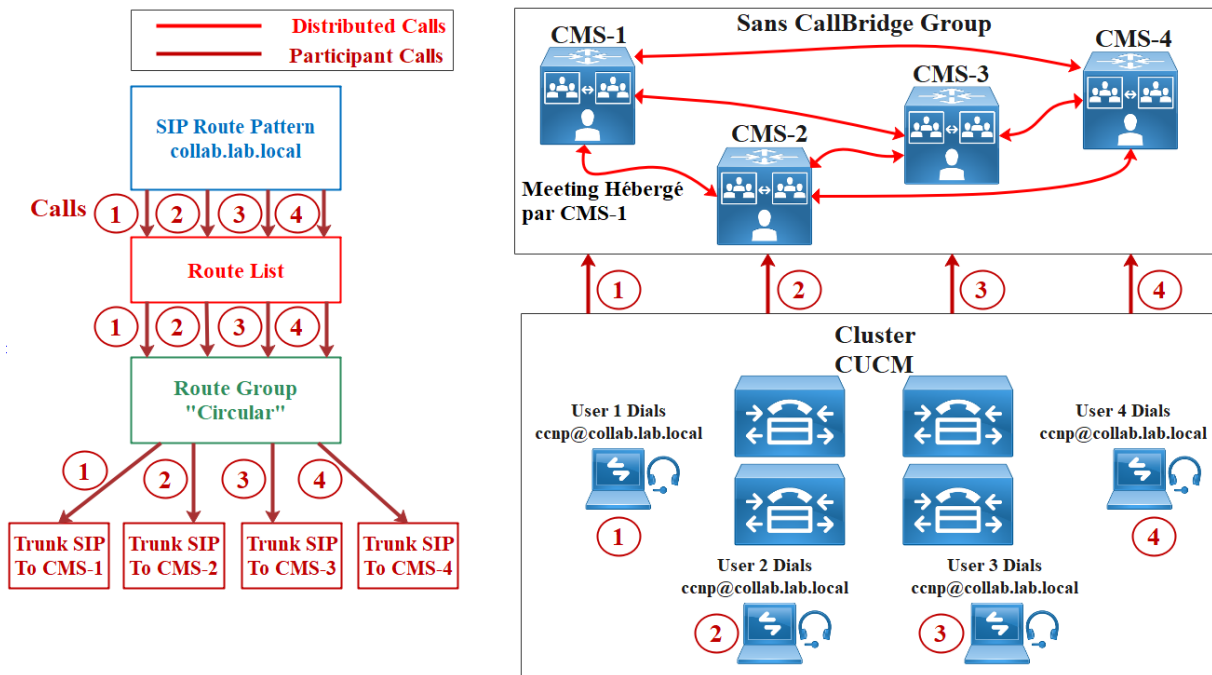 Distributed Calls
Participant Calls
SIP Route Pattern
collab.lab.local
Calls
1
2
3
4
Route List
1
2
3
4
Route Group
"Circular"
1
2
3
4
Trunk SIP
To CMS-1
Trunk SIP
To CMS-2
Trunk SIP
To CMS-3
Trunk SIP
To CMS-4
Sans CallBridge Group
CMS-1
CMS-4
CMS-3
CMS-2
Meeting Hébergé
par CMS-1
1
2
3
4
Cluster
CUCM
User 1 Dials
ccnp@collab.lab.local
1
User 4 Dials
ccnp@collab.lab.local
4
User 2 Dials
ccnp@collab.lab.local
2
User 3 Dials
ccnp@collab.lab.local
3